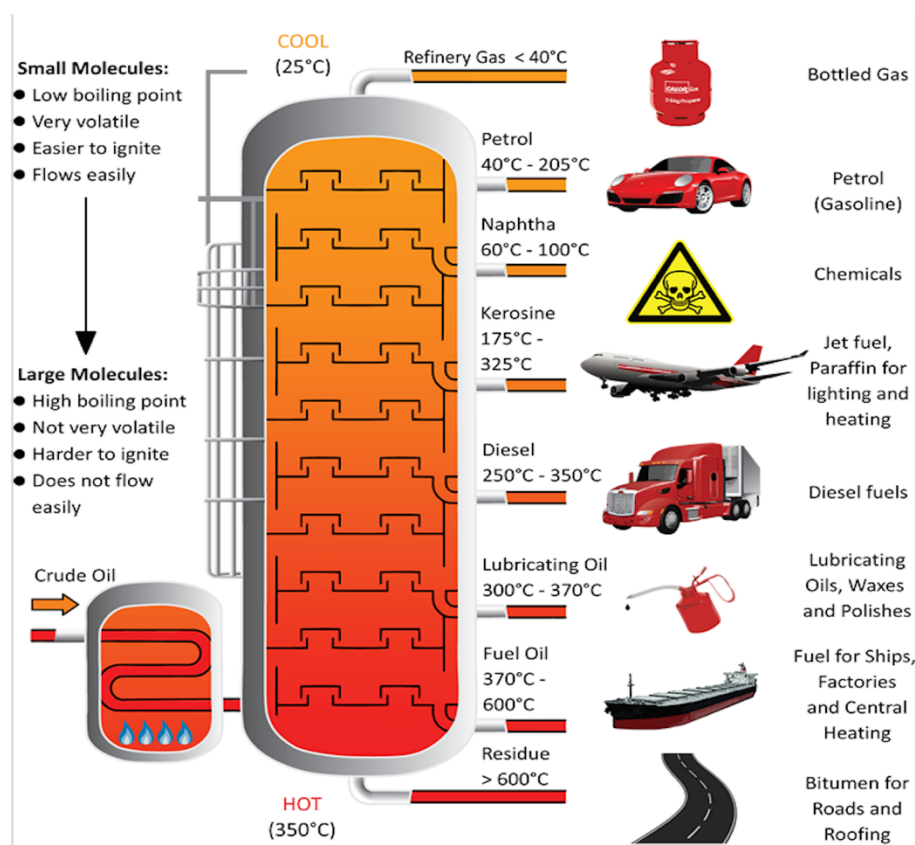 COOL
(25°C)
Refinery Gas < 40°C
Bottled Gas
Small Molecules:
● Low boiling point
● Very volatile
● Easier to ignite
● Flows easily
Petrol
40°C - 205°C
Petrol
(Gasoline)
Naphtha
60°C - 100°C
Chemicals
Kerosine
175°C -
325°C
Jet fuel,
Paraffin for
lighting and
heating
Large Molecules:
● High boiling point
● Not very volatile
● Harder to ignite
● Does not flow
easily
Diesel
250°C - 350°C
Diesel fuels
Crude Oil
Lubricating Oil
300°C - 370°C
Lubricating
Oils, Waxes
and Polishes
Fuel Oil
370°C -
600°C
Fuel for Ships,
Factories
and Central
Heating
Residue
> 600°C
HOT
(350°C)
Bitumen for
Roads and
Roofing